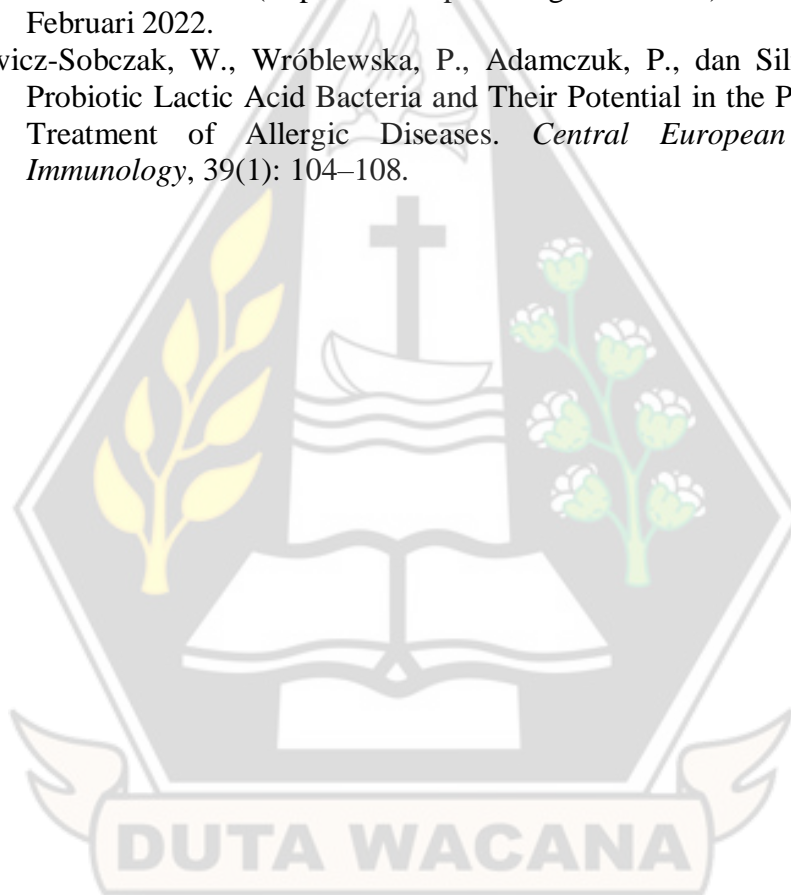 Februari 2022.
wicz-Sobczak, W., Wróblewska, P., Adamczuk, P., dan Sil
Probiotic Lactic Acid Bacteria and Their Potential in the P
Treatment of Allergic Diseases. Central European
Immunology, 39(1): 104–108.
DUTA WACANA